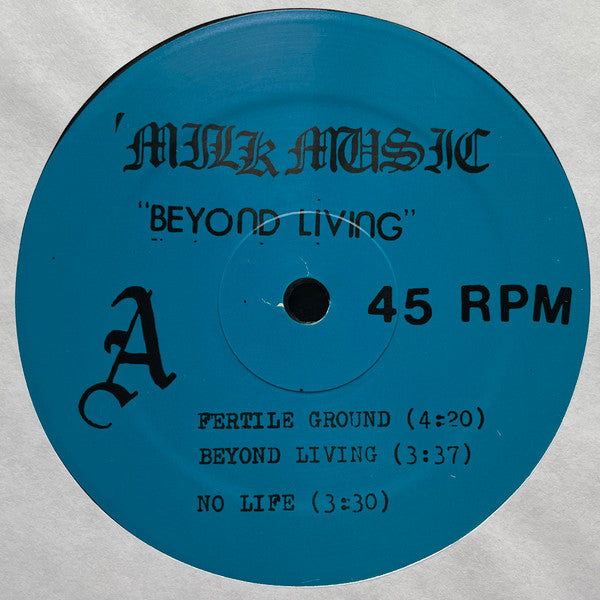 'MILK MUSIC
"BEYOND LIVING"
A
45 RPM
FERTILE GROUND (4:20)
BEYOND LIVING (3:37)
NO LIFE (3:30)